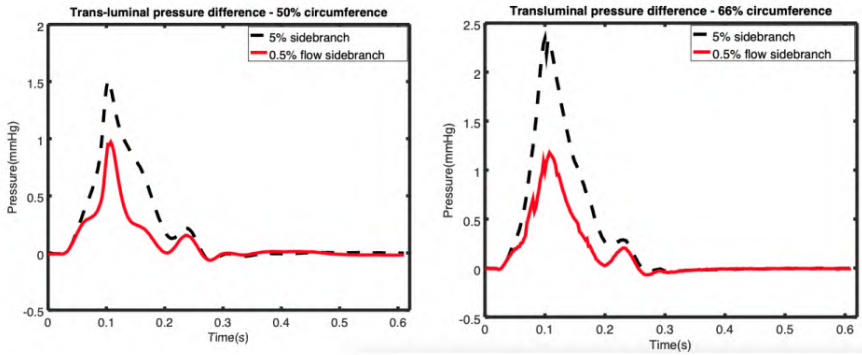 Trans-luminal pressure difference - 50% circumference
2
1.5
1
0.5
0
-0.5
Pressure(mmHg)
5% sidebranch
0.5% flow sidebranch
0
0.1
0.2
0.3
0.4
0.5
0.6
Time(s)
Transluminal pressure difference - 66% circumference
2.5
2
1.5
1
0.5
0
-0.5
Pressure(mmHg)
5% sidebranch
0.5% flow sidebranch
0
0.1
0.2
0.3
0.4
0.5
0.6
Time(s)